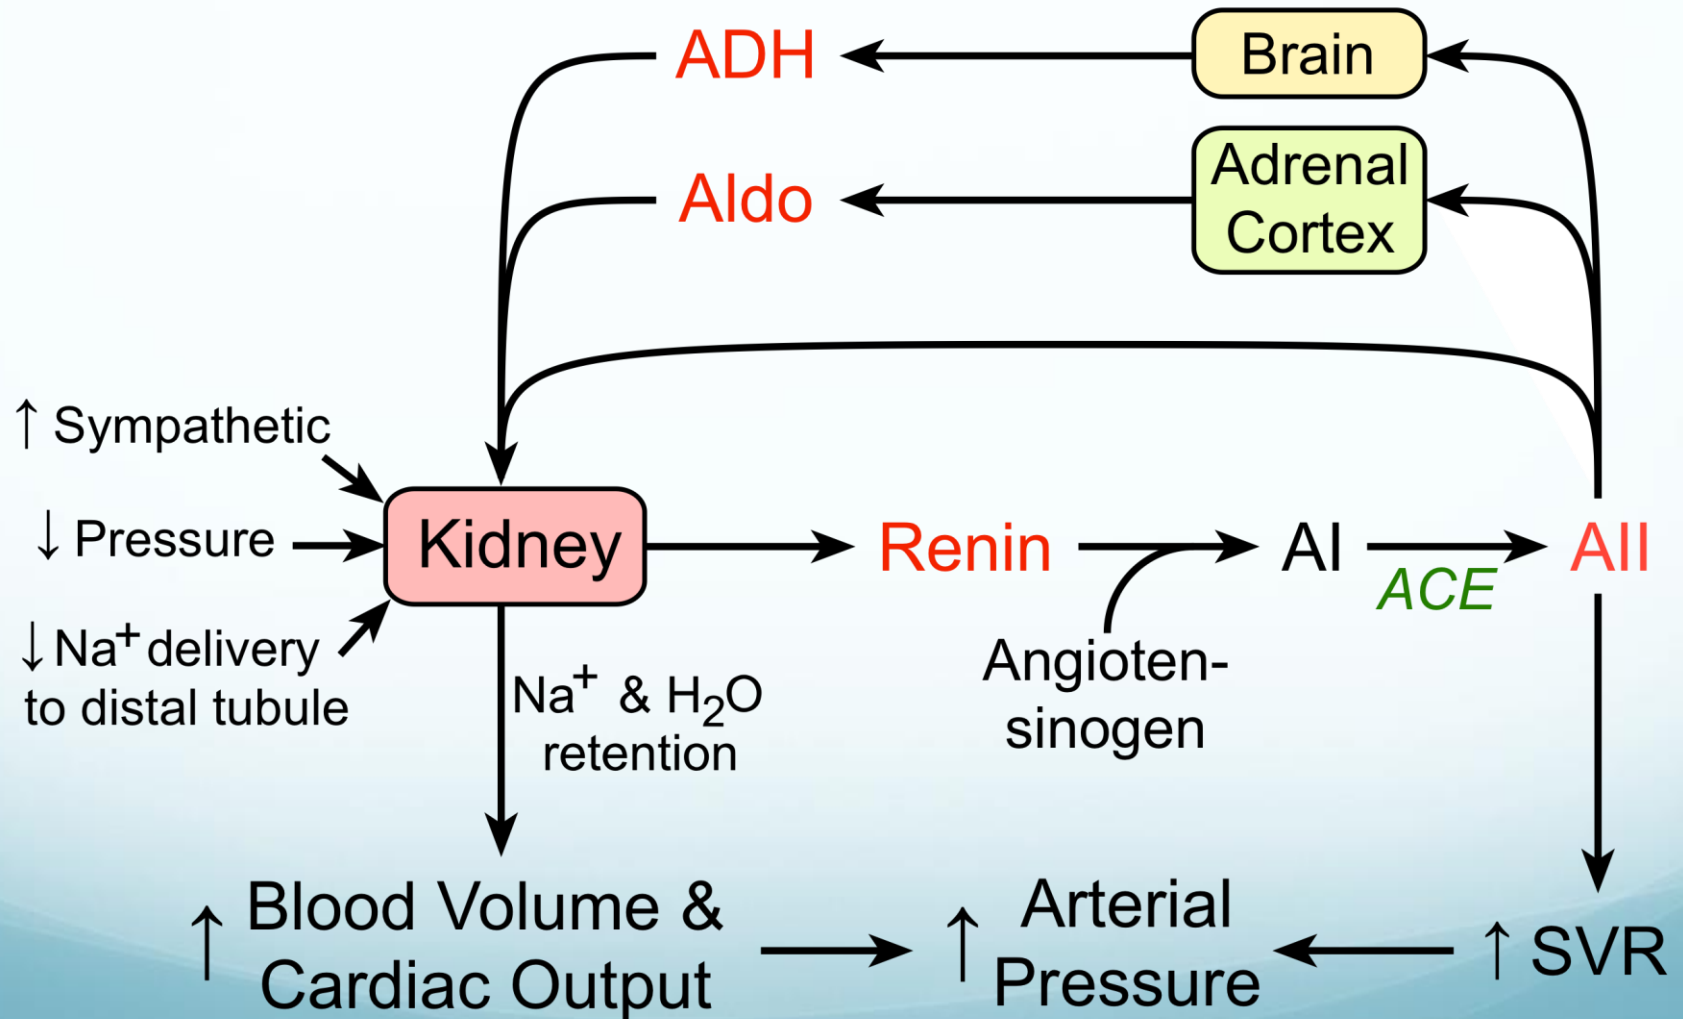 ADH
Brain
Aldo
Adrenal
Cortex
↑ Sympathetic
↓ Pressure
↓ Na⁺ delivery
to distal tubule
Kidney
Renin
AI
ACE
AII
Angioten-
sinogen
Na⁺ & H₂O
retention
↑ Blood Volume &
Cardiac Output
↑ Arterial
Pressure
↑ SVR